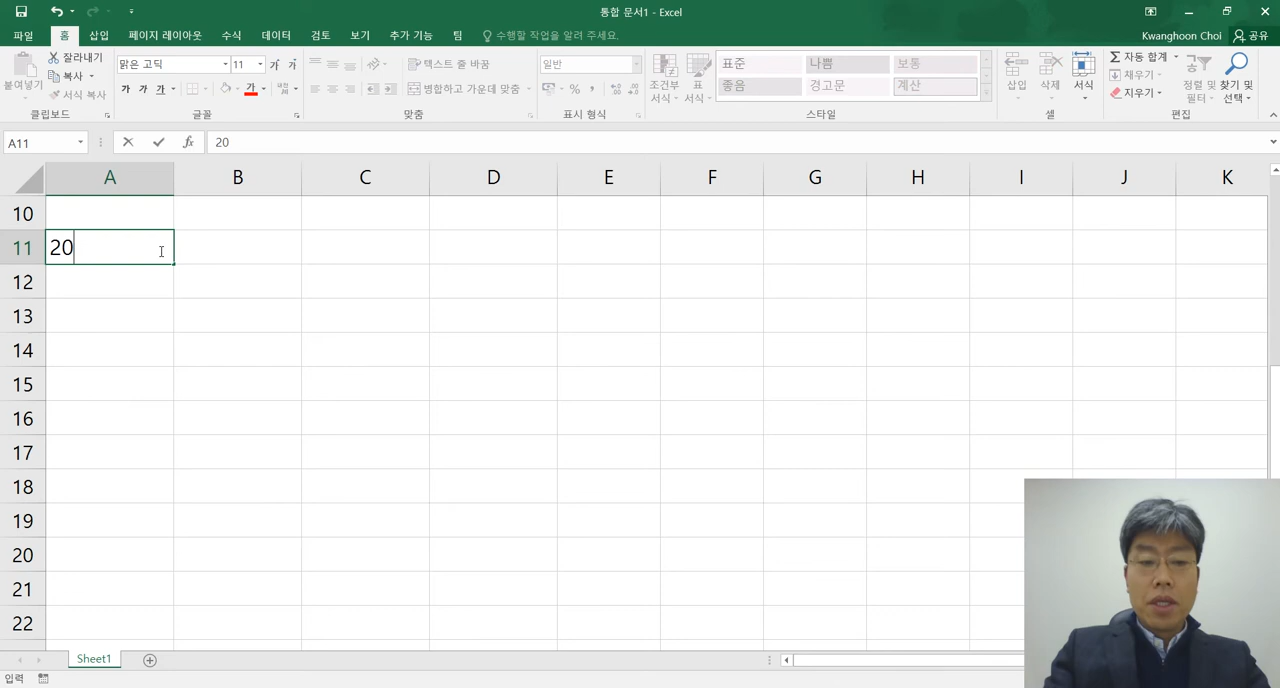 통합 문서1 - Excel
파일 홈 삽입 페이지 레이아웃 수식 데이터 검토 보기 추가 기능 팀 수행할 작업을 알려 주세요. Kwanghoon Choi 공유
붙여넣기
잘라내기
복사
서식 복사
클립보드
맑은 고딕 11
가 가
가 가 가 가
글꼴
텍스트 줄
병합하고 가운데 맞춤
맞춤
일반
%
표시 형식
조건부 서식
표 서식
표준 나쁨 보통
좋음 경고문 계산
스타일
삽입 삭제 서식
셀
자동 합계
채우기
지우기
정렬 및 필터
찾기 및 선택
편집
A11 fx 20
A B C D E F G H I J K
10
11 20
12
13
14
15
16
17
18
19
20
21
22
Sheet1
입력